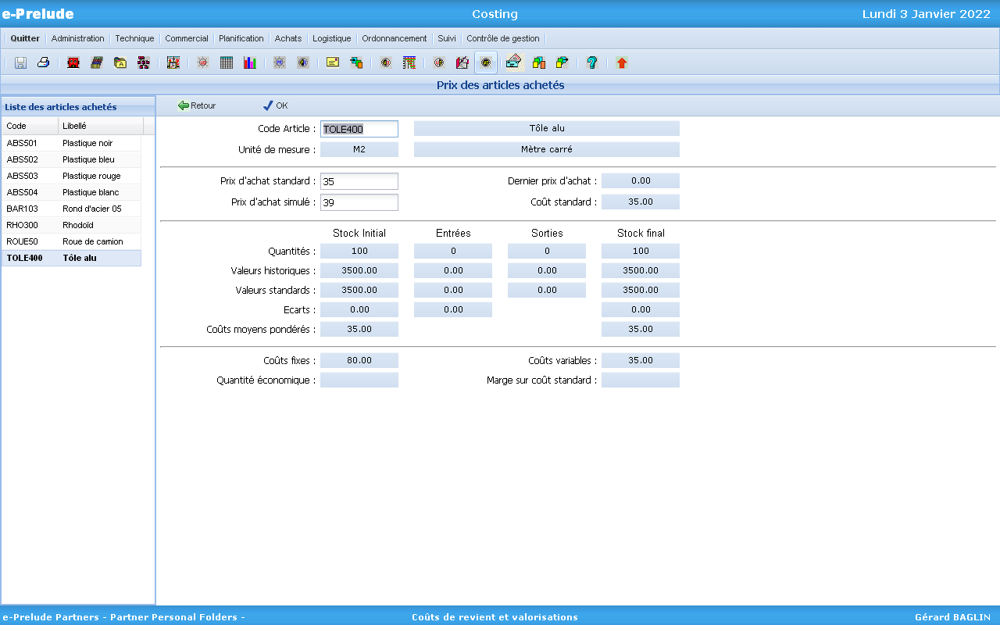 e-Prelude Costing Lundi 3 Janvier 2022
Quitter Administration Technique Commercial Planification Achats Logistique Ordonnancement Suivi Contrôle de gestion
Prix des articles achetés
Liste des articles achetés Retour OK
Code Libellé
ABS501 Plastique noir
ABS502 Plastique bleu
ABS503 Plastique rouge
ABS504 Plastique blanc
BAR103 Rond d'acier 05
RHO300 Rhodoïd
ROUE50 Roue de camion
TOLE400 Tôle alu
Code Article : TOLE400 Tôle alu
Unité de mesure : M2 Mètre carré
Prix d'achat standard : 35 Dernier prix d'achat : 0.00
Prix d'achat simulé : 39 Coût standard : 35.00
Stock Initial Entrées Sorties Stock final
Quantités : 100 0 0 100
Valeurs historiques : 3500.00 0.00 0.00 3500.00
Valeurs standards : 3500.00 0.00 0.00 3500.00
Ecarts : 0.00 0.00 0.00
Coûts moyens pondérés : 35.00 35.00
Coûts fixes : 80.00 Coûts variables : 35.00
Quantité économique : Marge sur coût standard :
e-Prelude Partners - Partner Personal Folders - Coûts de revient et valorisations Gérard BAGLIN